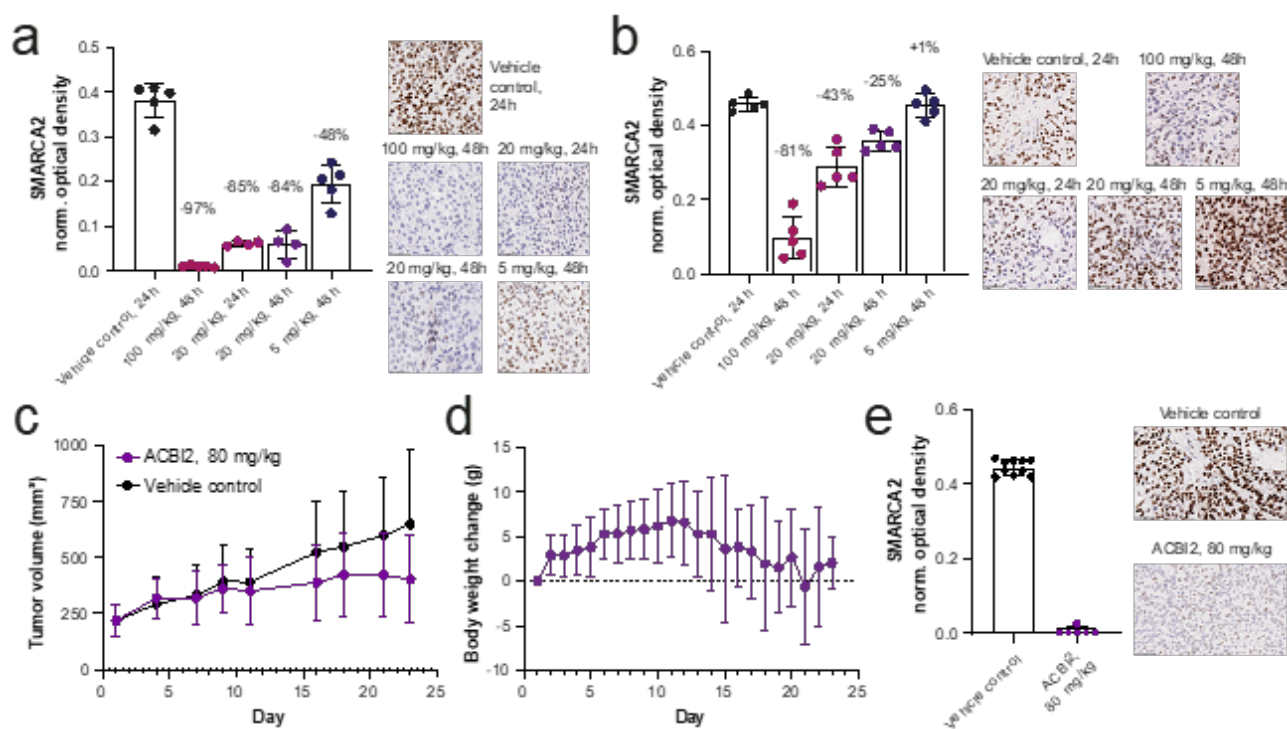 a
SMARCA2
norm. optical density
0.5
0.4
0.3
0.2
0.1
0.0
-97%
-85%
-84%
-48%
Vehicle control, 24 h
100 mg/kg, 48 h
20 mg/kg, 24 h
20 mg/kg, 48 h
5 mg/kg, 48 h
Vehicle
control,
24h
100 mg/kg, 48h
20 mg/kg, 24h
20 mg/kg, 48h
5 mg/kg, 48h
b
SMARCA2
norm. optical density
0.6
0.4
0.2
0.0
-81%
-43%
-25%
+1%
Vehicle control, 24 h
100 mg/kg, 48 h
20 mg/kg, 24 h
20 mg/kg, 48 h
5 mg/kg, 48 h
Vehicle control, 24h
100 mg/kg, 48h
20 mg/kg, 24h
20 mg/kg, 48h
5 mg/kg, 48h
c
Tumor volume (mm³)
1000
750
500
250
0
ACBI2, 80 mg/kg
Vehicle control
0
5
10
15
20
25
Day
d
Body weight change (g)
15
10
5
0
-5
-10
0
5
10
15
20
25
Day
e
SMARCA2
norm. optical density
0.6
0.4
0.2
0.0
Vehicle control
ACBI2,
80 mg/kg
Vehicle control
ACBI2, 80 mg/kg